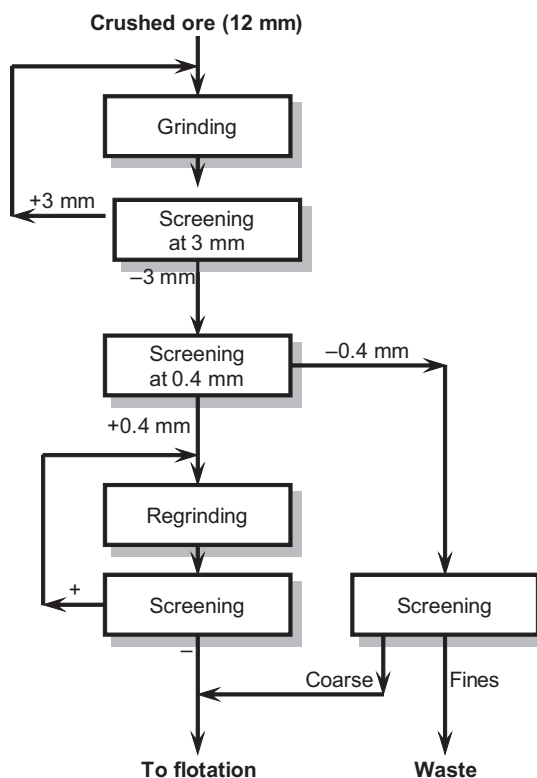 Crushed ore (12 mm)
Grinding
+3 mm
Screening
at 3 mm
–3 mm
Screening
at 0.4 mm
–0.4 mm
+0.4 mm
Regrinding
+
Screening
Screening
–
Coarse
Fines
To flotation
Waste